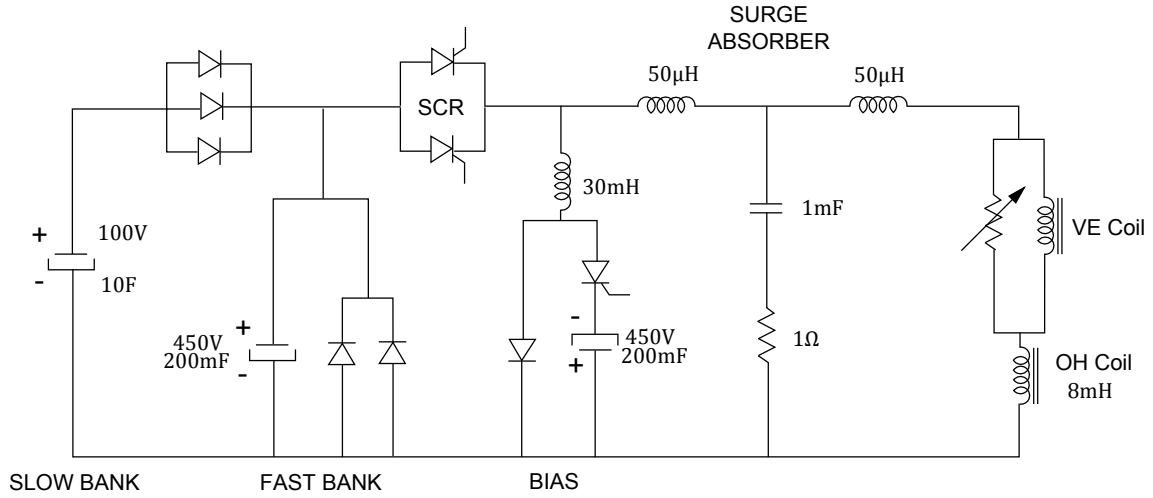 SURGE
ABSORBER
50μH
50μH
SCR
30mH
1mF
VE Coil
+
100V
-
10F
+
450V
200mF
-
-
450V
200mF
+
1Ω
OH Coil
8mH
SLOW BANK
FAST BANK
BIAS